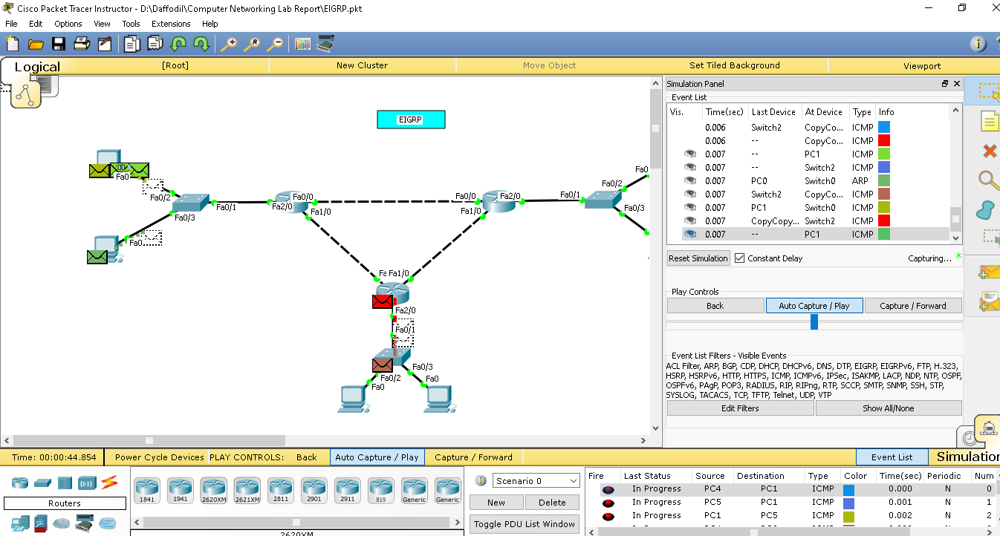 Cisco Packet Tracer Instructor - D:\Daffodil\Computer Networking Lab Report\EIGRP.pkt
File Edit Options View Tools Extensions Help
Logical [Root] New Cluster Move Object Set Tiled Background Viewport
EIGRP
Fa0
Fa0/2
Fa0/1
Fa0/3
Fa0
Fa0/0
Fa2/0
Fa1/0
Fa0/0
Fa2/0
Fa1/0
Fa0/1
Fa0/2
Fa0
Fa0/3
Fa1/0
Fa2/0
Fa0/1
Fa0/3
Fa0/2
Fa0
Fa0
Simulation Panel
Event List
Vis. Time(sec) Last Device At Device Type Info
0.006 Switch2 CopyCo... ICMP
0.006 -- CopyCo... ICMP
0.007 -- PC1 ICMP
0.007 -- Switch2 ICMP
0.007 PC0 Switch0 ARP
0.007 Switch2 CopyCo... ICMP
0.007 PC1 Switch0 ICMP
0.007 CopyCopy... Switch2 ICMP
0.007 -- PC1 ICMP
Reset Simulation Constant Delay Capturing... *
Play Controls
Back Auto Capture / Play Capture / Forward
Event List Filters - Visible Events
ACL Filter, ARP, BGP, CDP, DHCP, DHCPv6, DNS, DTP, EIGRP, EIGRPv6, FTP, H.323,
HSRP, HSRPv6, HTTP, HTTPS, ICMP, ICMPv6, IPSec, ISAKMP, LACP, NDP, NTP, OSPF,
OSPFv6, PAgP, POP3, RADIUS, RIP, RIPng, RTP, SCCP, SMTP, SNMP, SSH, STP,
SYSLOG, TACACS, TCP, TFTP, Telnet, UDP, VTP
Edit Filters Show All/None
Time: 00:00:44.854 Power Cycle Devices PLAY CONTROLS: Back Auto Capture / Play Capture / Forward Event List Simulation
Routers
1841 1941 2620XM 2621XM 2811 2901 2911 819 Generic Generic
2620XM
Scenario 0
New Delete
Toggle PDU List Window
Fire Last Status Source Destination Type Color Time(sec) Periodic Num
In Progress PC4 PC1 ICMP 0.000 N 0
In Progress PC5 PC1 ICMP 0.001 N 1
In Progress PC1 PC5 ICMP 0.002 N 2